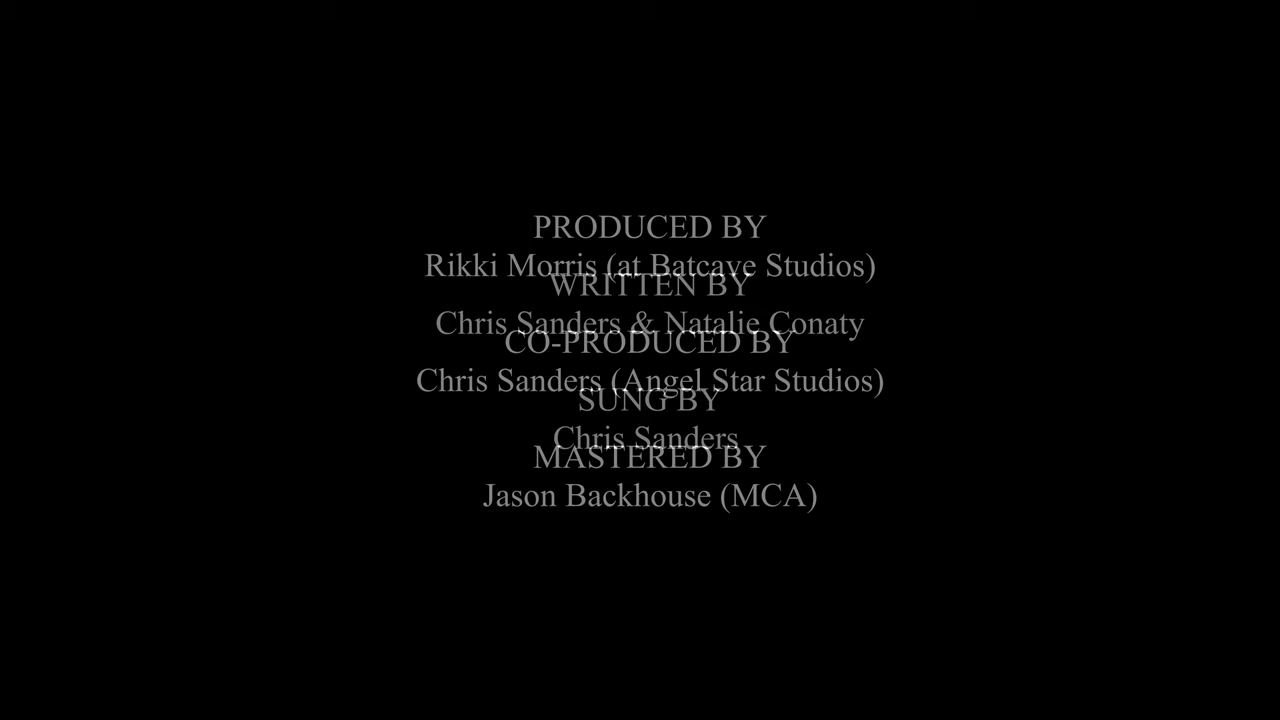 PRODUCED BY
Rikki Morris (at Batcave Studios)
WRITTEN BY
Chris Sanders & Natalie Conaty
CO-PRODUCED BY
Chris Sanders (Angel Star Studios)
SUNG BY
Chris Sanders
MASTERED BY
Jason Backhouse (MCA)